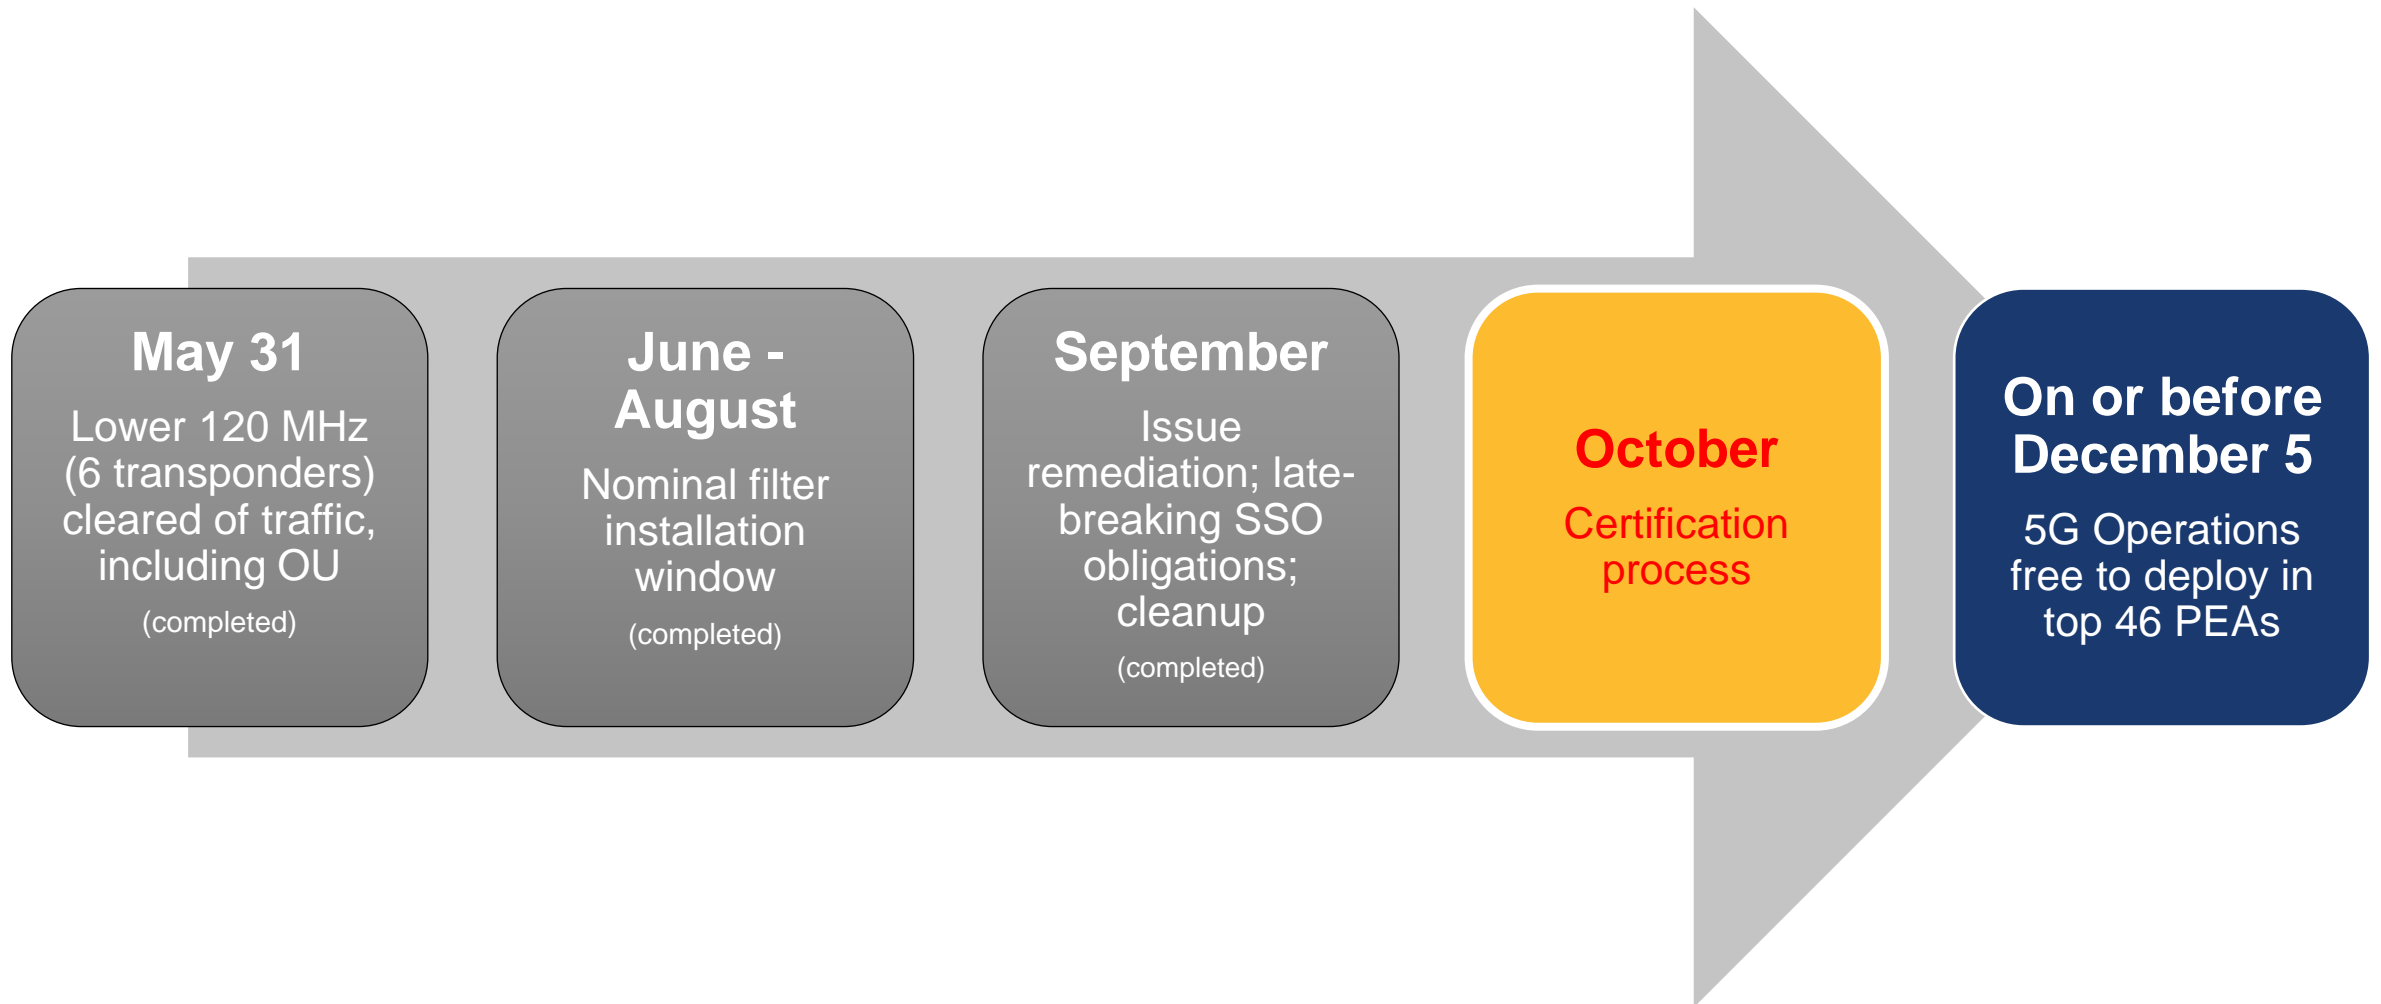 May 31
Lower 120 MHz
(6 transponders)
cleared of traffic,
including OU
(completed)
June -
August
Nominal filter
installation
window
(completed)
September
Issue
remediation; late-
breaking SSO
obligations;
cleanup
(completed)
October
Certification
process
On or before
December 5
5G Operations
free to deploy in
top 46 PEAs